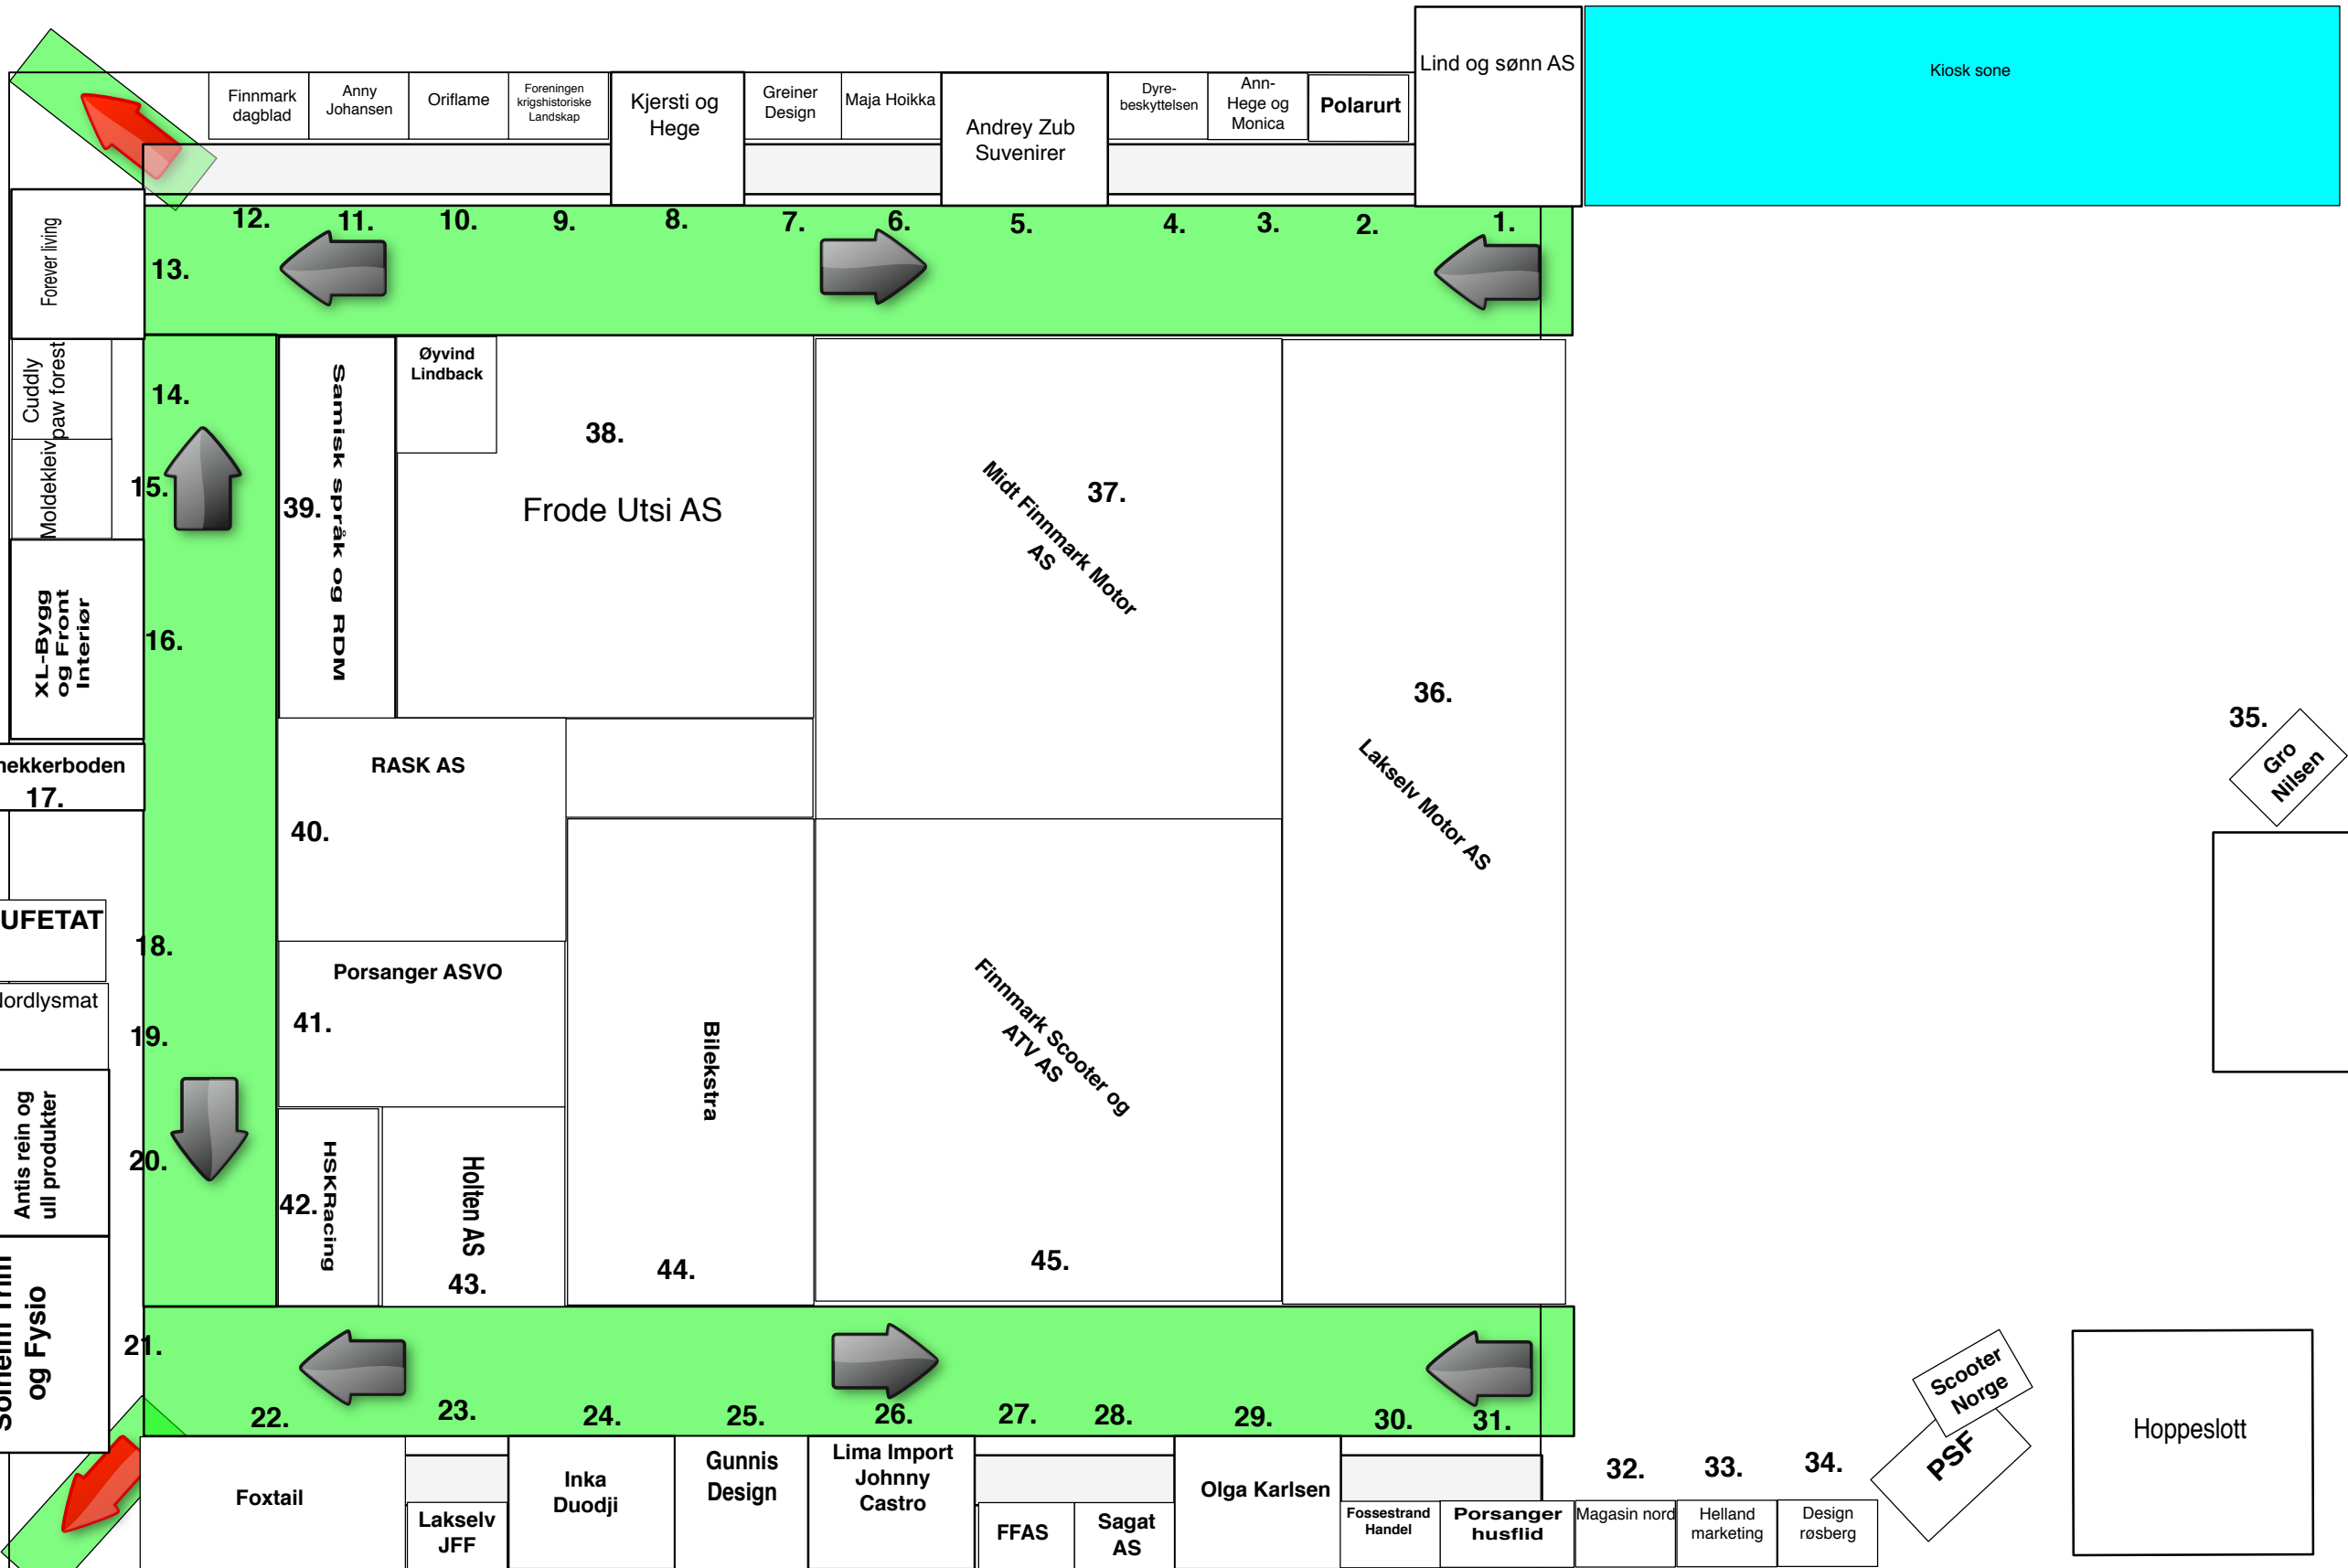 Lind og sønn AS
Kiosk sone
Finnmark
dagblad
Anny
Johansen
Oriflame
Foreningen
krigshistoriske
Landskap
Kjersti og
Hege
Greiner
Design
Maja Hoikka
Andrey Zub
Suvenirer
Dyre-
beskyttelsen
Ann-
Hege og
Monica
Polarurt
12.
11.
10.
9.
8.
7.
6.
5.
4.
3.
2.
1.
Forever living
13.
Cuddly
paw forest
14.
Moldekleiv
15.
XL-Bygg
og Front
Interiør
16.
nekkerboden
17.
UFETAT
18.
Nordlysmat
19.
Antis rein og
ull produkter
20.
og Fysio
21.
Samisk språk og RDM
39.
Øyvind
Lindback
38.
Frode Utsi AS
37.
Midt Finnmark Motor
AS
36.
Lakselv Motor AS
35.
Gro
Nilsen
RASK AS
40.
Porsanger ASVO
41.
HSKRacing
42.
Holten AS
43.
Bilekstra
44.
Finnmark Scooter og
ATV AS
45.
22.
23.
24.
25.
26.
27.
28.
29.
30.
31.
32.
33.
34.
Foxtail
Lakselv
JFF
Inka
Duodji
Gunnis
Design
Lima Import
Johnny
Castro
FFAS
Sagat
AS
Olga Karlsen
Fossestrand
Handel
Porsanger
husflid
Magasin nord
Helland
marketing
Design
røsberg
Scooter
Norge
PSF
Hoppeslott